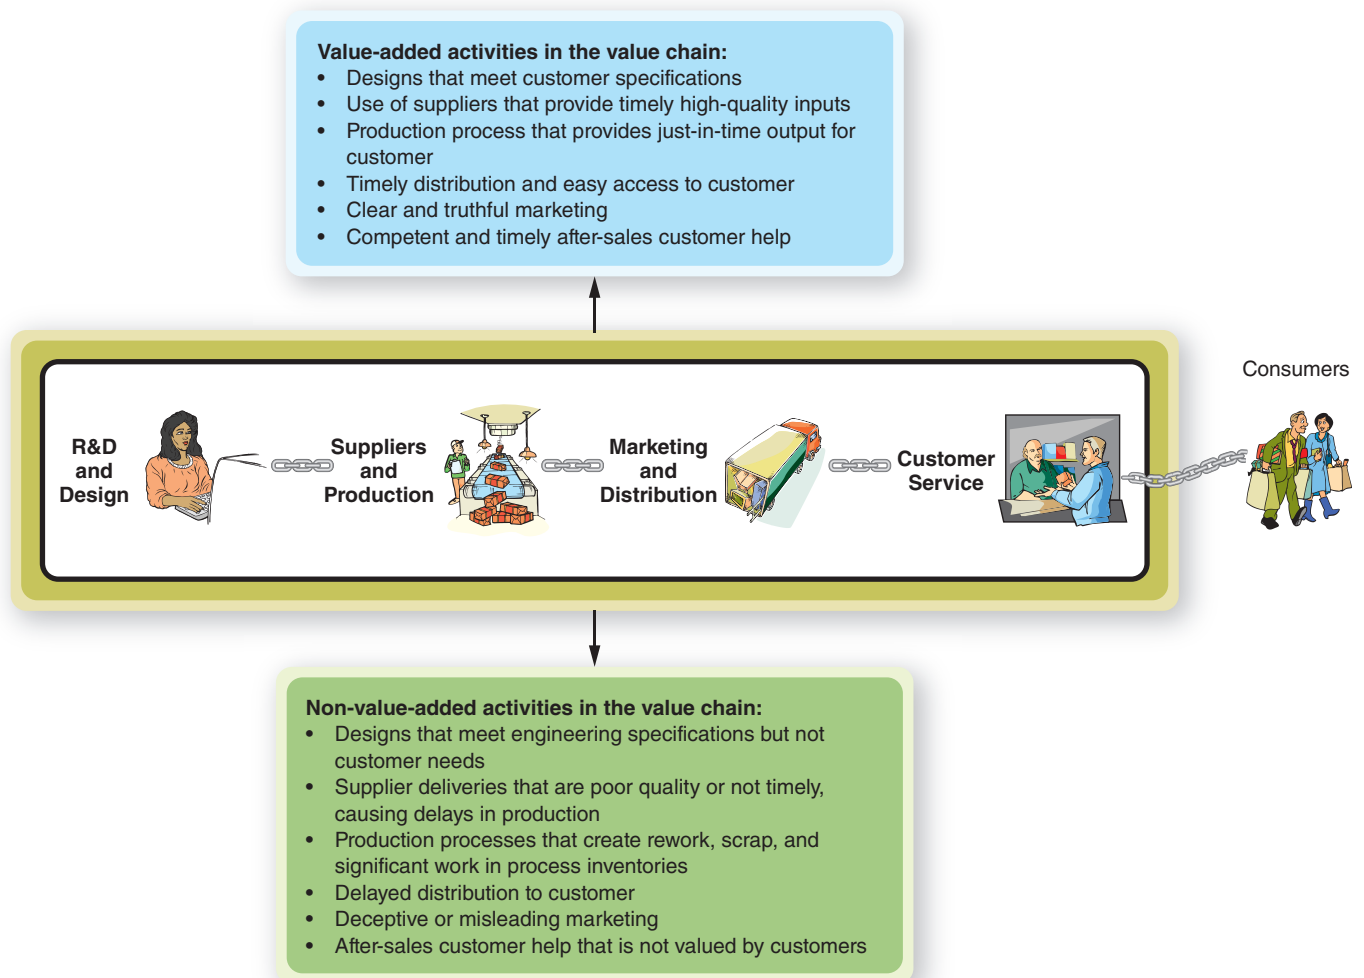 Value-added activities in the value chain:
• Designs that meet customer specifications
• Use of suppliers that provide timely high-quality inputs
• Production process that provides just-in-time output for
customer
• Timely distribution and easy access to customer
• Clear and truthful marketing
• Competent and timely after-sales customer help
Consumers
R&D
and
Design
Suppliers
and
Production
Marketing
and
Distribution
Customer
Service
Non-value-added activities in the value chain:
• Designs that meet engineering specifications but not
customer needs
• Supplier deliveries that are poor quality or not timely,
causing delays in production
• Production processes that create rework, scrap, and
significant work in process inventories
• Delayed distribution to customer
• Deceptive or misleading marketing
• After-sales customer help that is not valued by customers